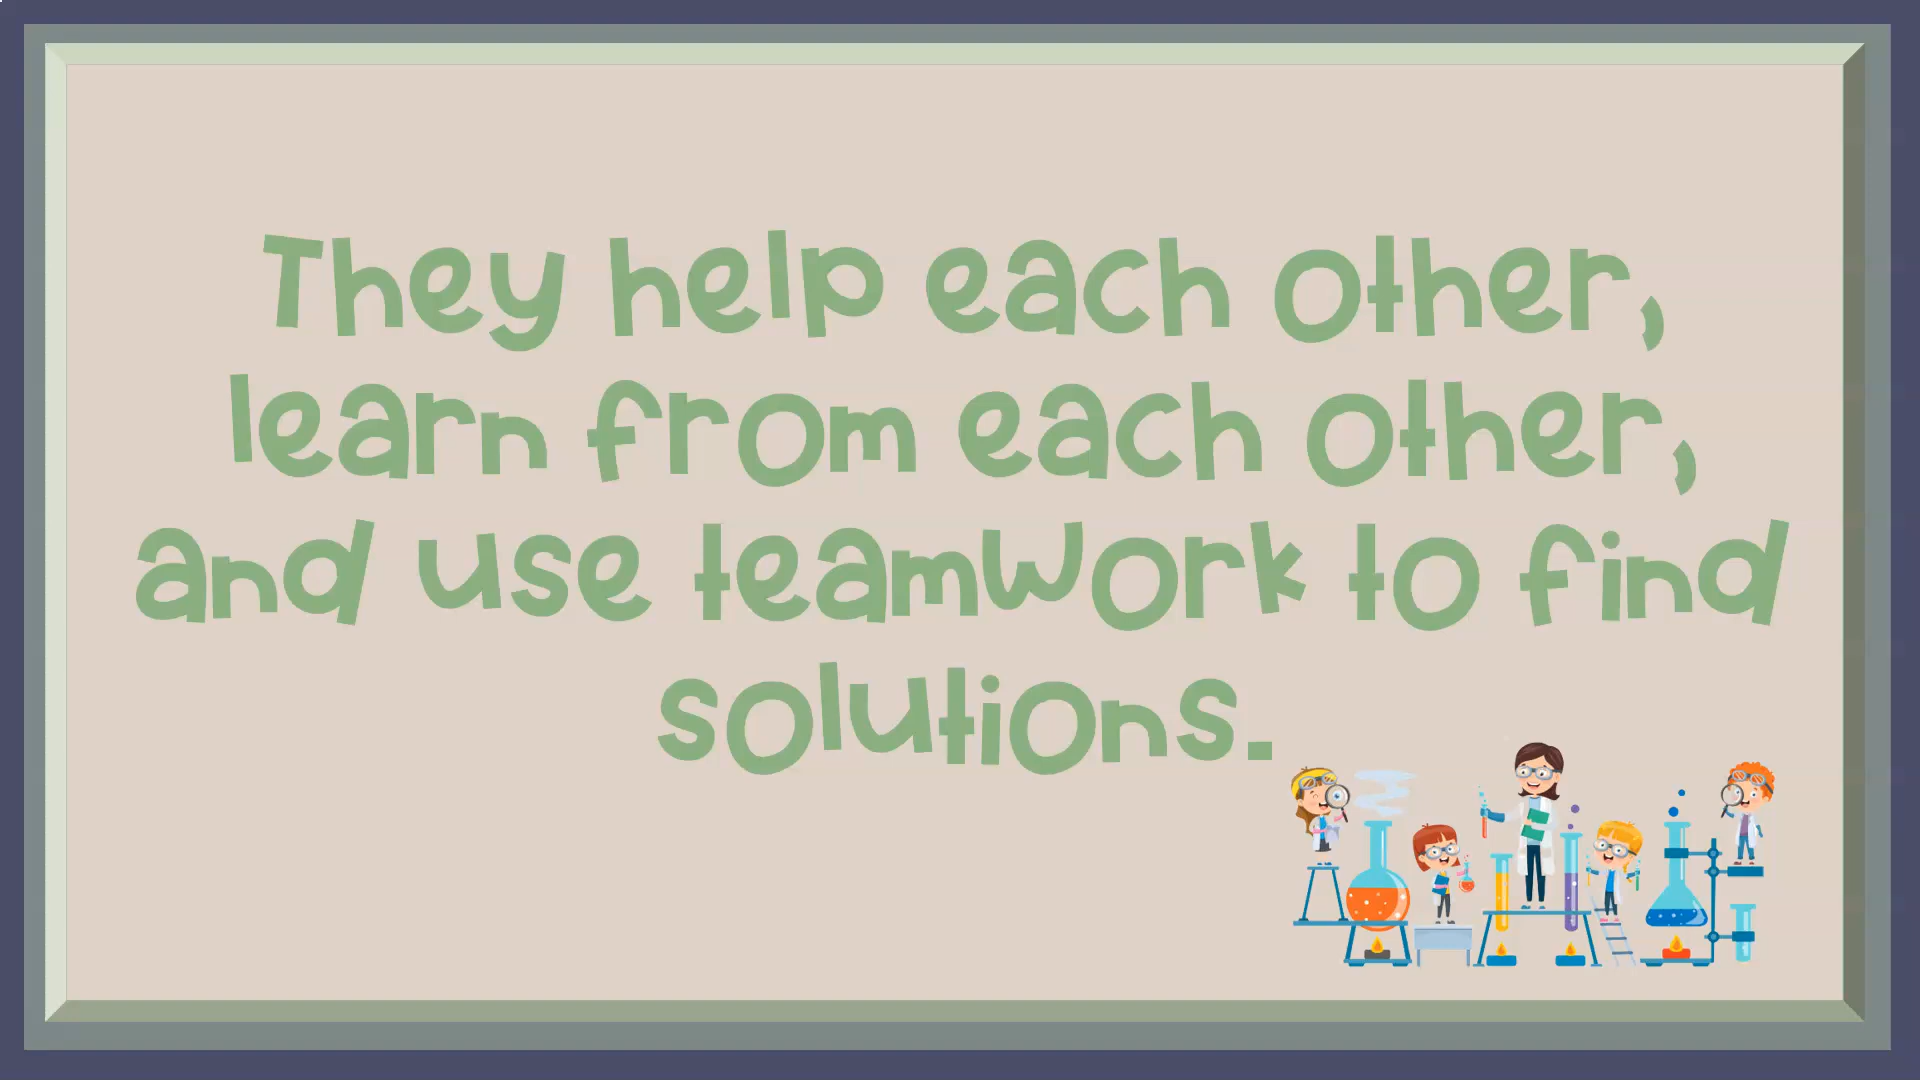 They help each other,
learn from each other,
and use teamwork to find
solutions.